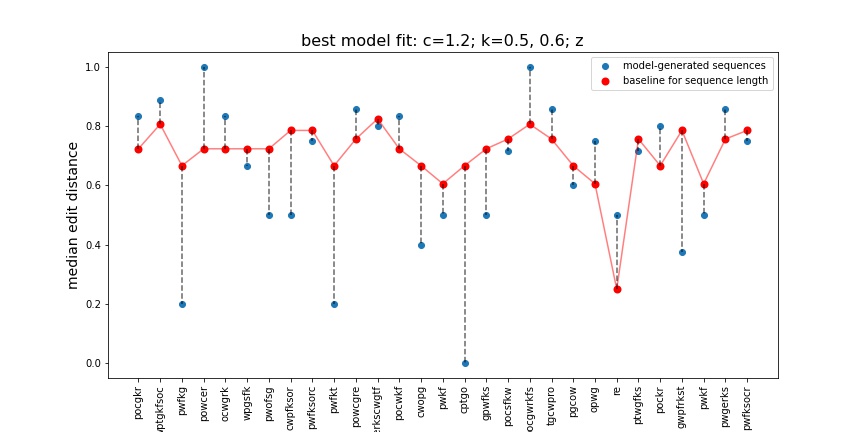 best model fit: c=1.2; k=0.5, 0.6; z
model-generated sequences
baseline for sequence length
median edit distance
1.0
0.8
0.6
0.4
0.2
0.0
pocgkr
pwfkg
powcer
ocwgrk
wpgsfk
pwofsg
cwpfksor
pwfksorc
pwfkt
powcgre
pocwkf
cwopg
pwkf
cptgo
gpwfks
pocsfkw
tgcwpro
pgcow
opwg
re
ptwgfks
pockr
gwpfrkst
pwkf
pwgerks
pwfksocr